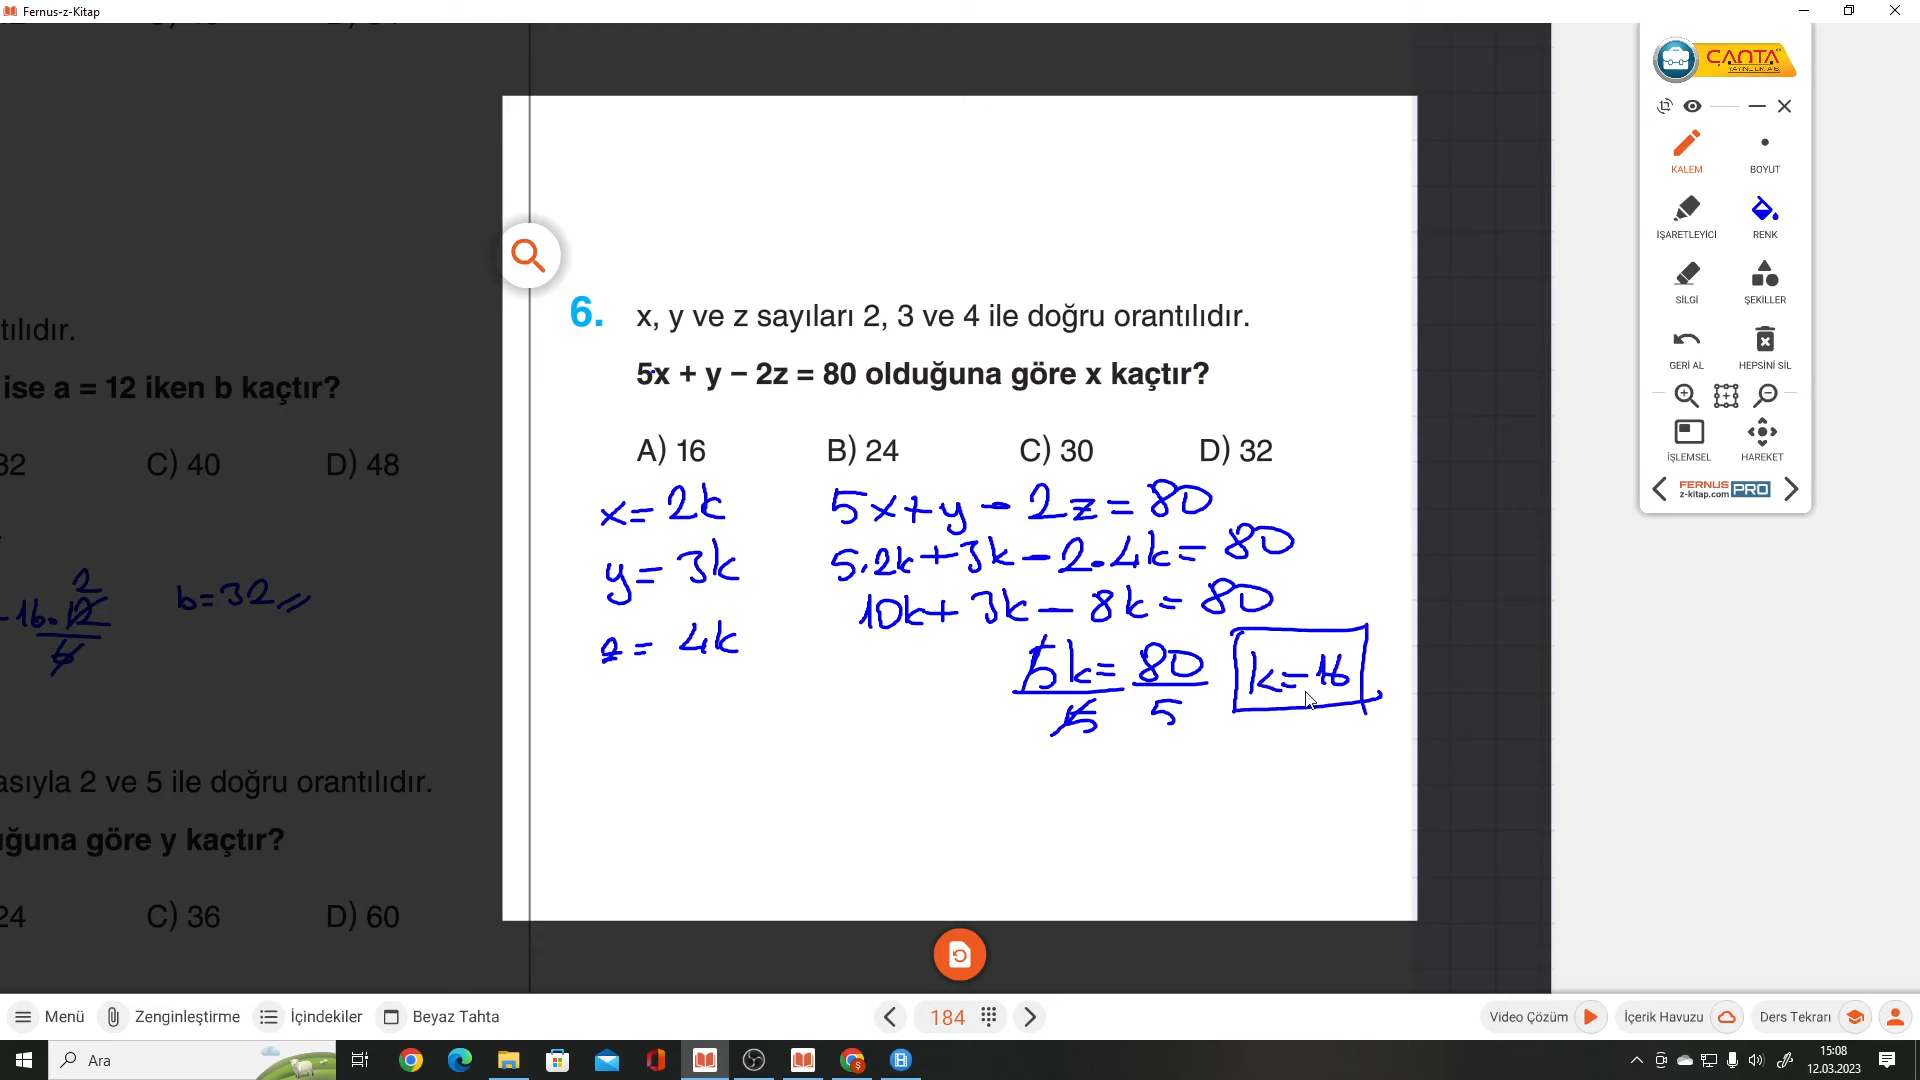 Fernus-z-Kitap
ÇANTA
YAYINLARI
KALEM
BOYUT
İŞARETLEYİCİ
RENK
SİLGİ
ŞEKİLLER
GERİ AL
HEPSİNİ SİL
İŞLEMSEL
HAREKET
FERNUS
z-kitap.com PRO
tılıdır.
ise a = 12 iken b kaçtır?
32 C) 40 D) 48
2
- 16.12 b=32
6
asıyla 2 ve 5 ile doğru orantılıdır.
ığuna göre y kaçtır?
24 C) 36 D) 60
6. x, y ve z sayıları 2, 3 ve 4 ile doğru orantılıdır.
5x + y – 2z = 80 olduğuna göre x kaçtır?
A) 16 B) 24 C) 30 D) 32
x = 2k
y = 3k
z = 4k
5x+y-2z=80
5.2k+3k-2.4k=80
10k+3k-8k=80
5k=80 k=16
5 5
Menü Zenginleştirme İçindekiler Beyaz Tahta 184 Video Çözüm İçerik Havuzu Ders Tekrarı
Ara
15:08
12.03.2023